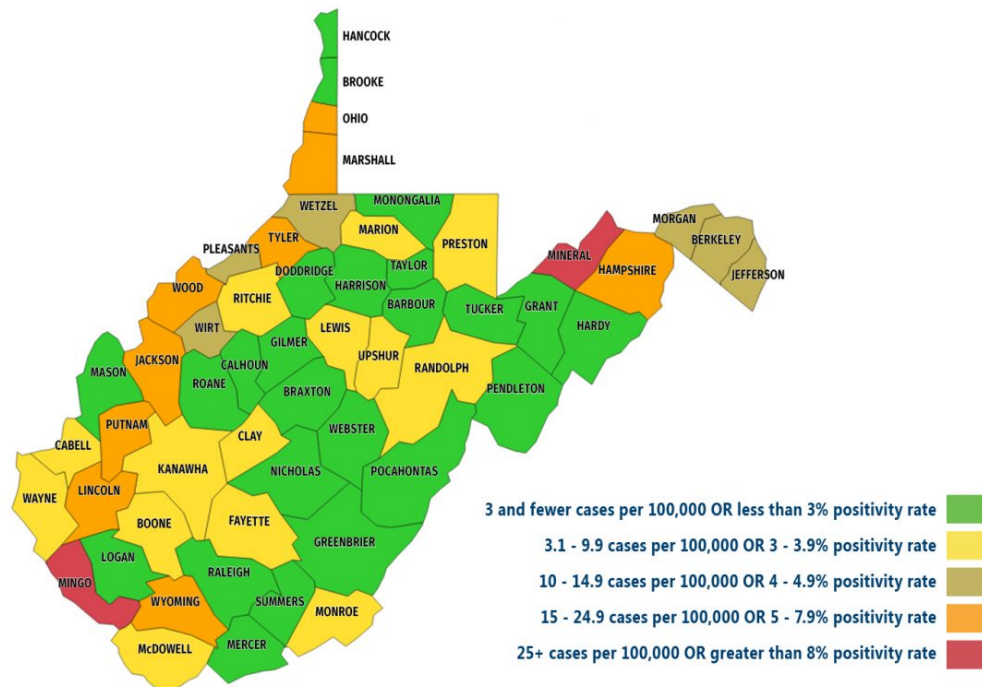 HANCOCK
BROOKE
OHIO
MARSHALL
WETZEL
MONONGALIA
MARION
PRESTON
PLEASANTS
TYLER
DODDRIDGE
HARRISON
TAYLOR
BARBOUR
MINERAL
HAMPSHIRE
MORGAN
BERKELEY
JEFFERSON
WOOD
RITCHIE
WIRT
TUCKER
GRANT
HARDY
LEWIS
GILMER
UPSHUR
RANDOLPH
JACKSON
CALHOUN
ROANE
MASON
BRAXTON
PENDLETON
PUTNAM
CLAY
WEBSTER
CABELL
KANAWHA
NICHOLAS
POCAHONTAS
WAYNE
LINCOLN
BOONE
FAYETTE
GREENBRIER
LOGAN
MINGO
RALEIGH
WYOMING
SUMMERS
MONROE
McDOWELL
MERCER
3 and fewer cases per 100,000 OR less than 3% positivity rate
3.1 - 9.9 cases per 100,000 OR 3 - 3.9% positivity rate
10 - 14.9 cases per 100,000 OR 4 - 4.9% positivity rate
15 - 24.9 cases per 100,000 OR 5 - 7.9% positivity rate
25+ cases per 100,000 OR greater than 8% positivity rate